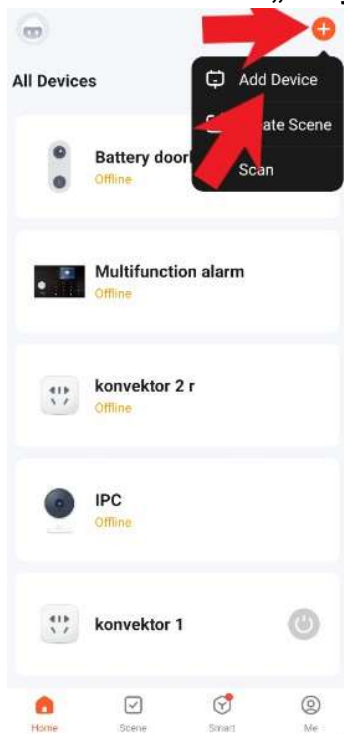 All Devices
Add Device
ate Scene
Scan
Battery doorl
Offline
Multifunction alarm
Offline
konvektor 2 r
Offline
IPC
Offline
konvektor 1
Home
Scene
Smart
Me